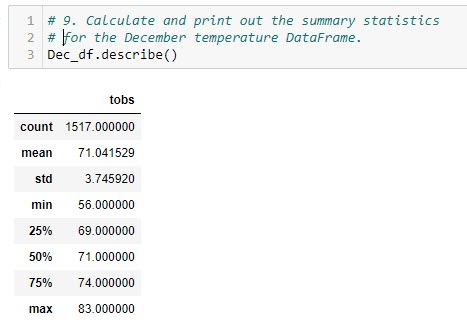 1 # 9. Calculate and print out the summary statistics
2 # for the December temperature DataFrame.
3 Dec_df.describe()
tobs
count 1517.000000
mean 71.041529
std 3.745920
min 56.000000
25% 69.000000
50% 71.000000
75% 74.000000
max 83.000000